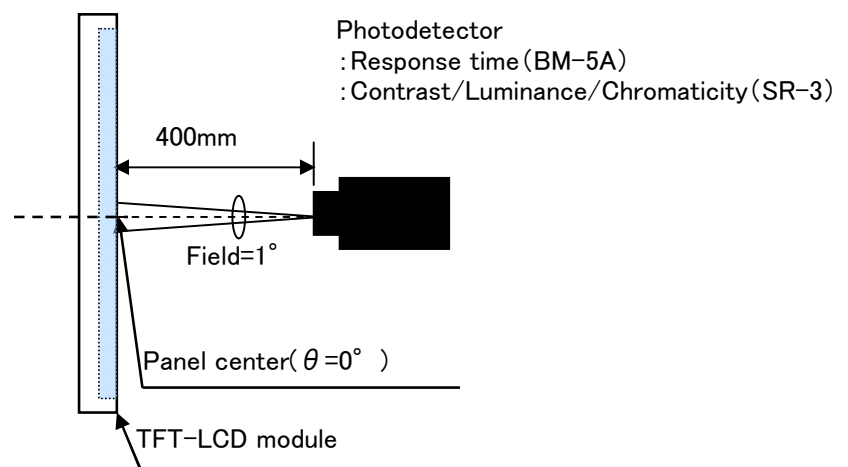 Photodetector
:Response time(BM-5A)
:Contrast/Luminance/Chromaticity(SR-3)
400mm
Field=1°
Panel center(θ=0° )
TFT-LCD module